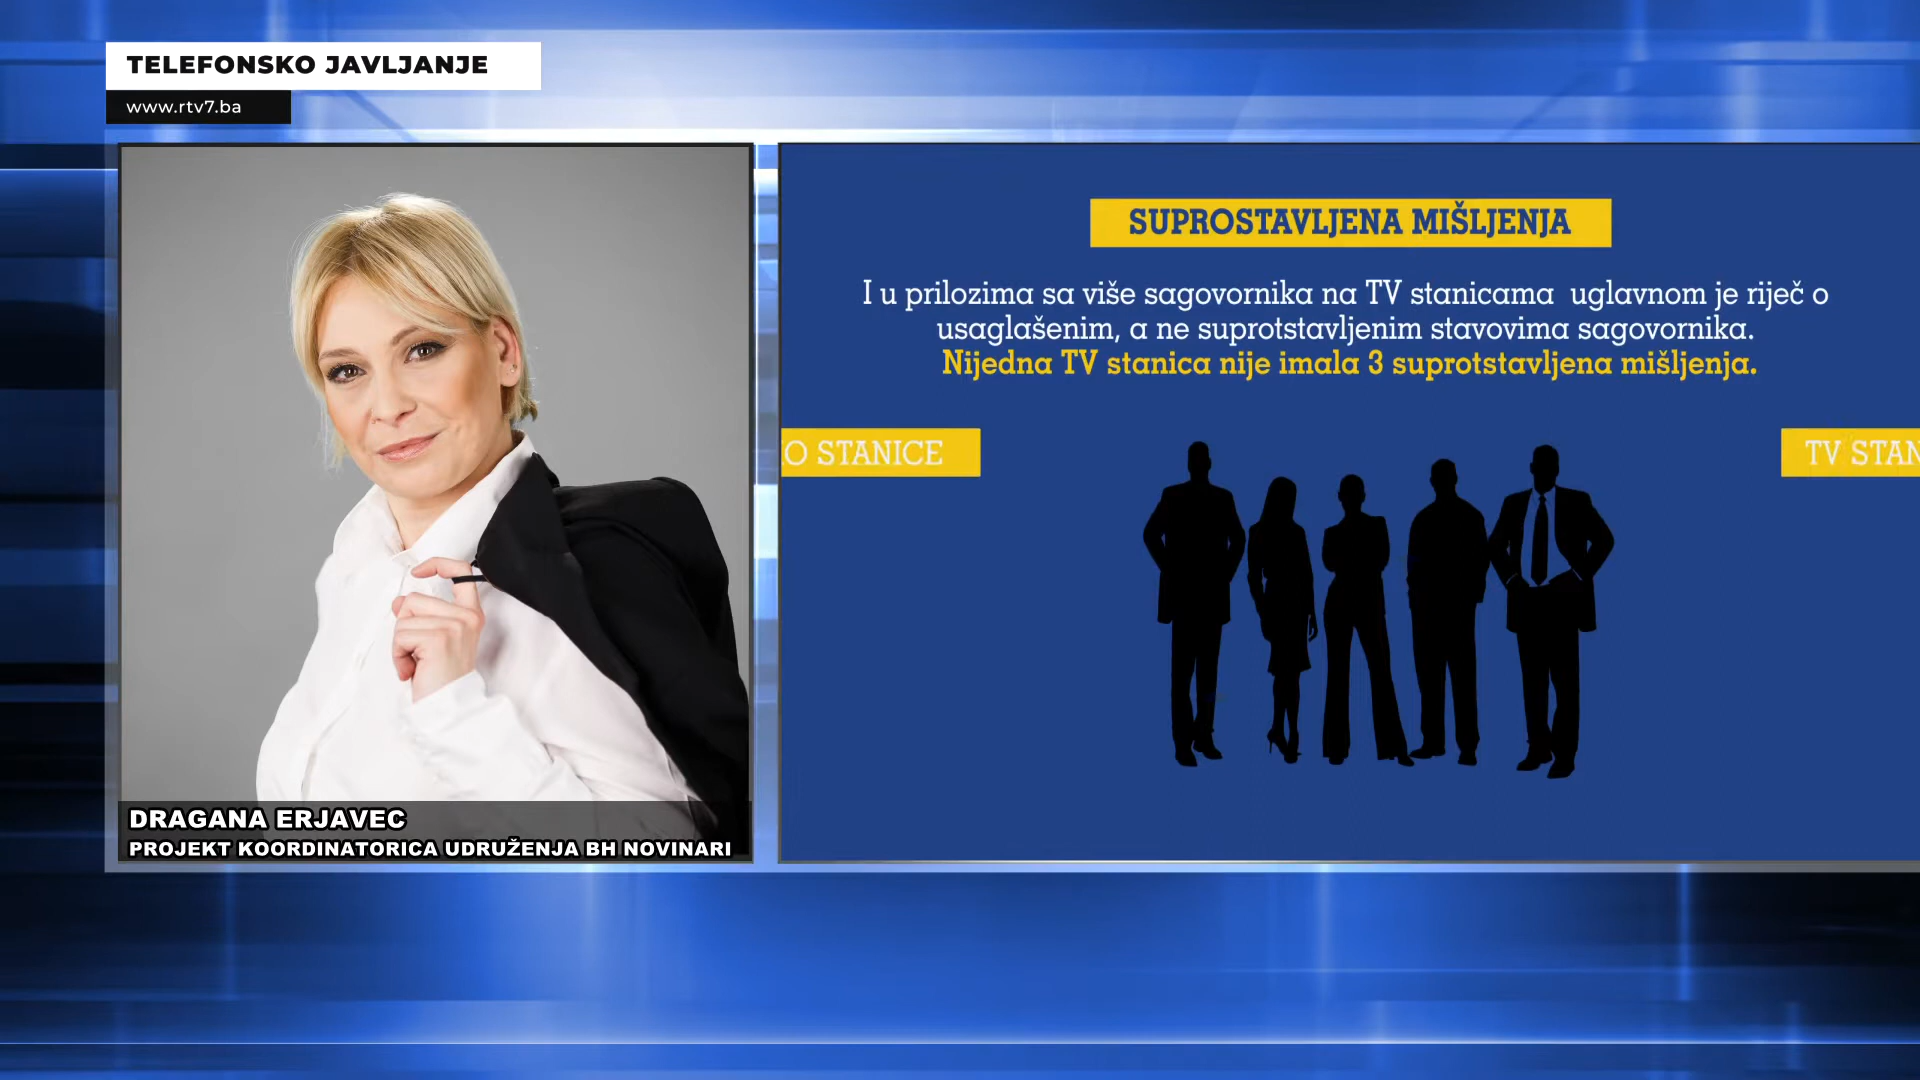 TELEFONSKO JAVLJANJE
www.rtv7.ba
DRAGANA ERJAVEC
PROJEKT KOORDINATORICA UDRUŽENJA BH NOVINARI
SUPROSTAVLJENA MIŠLJENJA
I u prilozima sa više sagovornika na TV stanicama uglavnom je riječ o
usaglašenim, a ne suprotstavljenim stavovima sagovornika.
Nijedna TV stanica nije imala 3 suprotstavljena mišljenja.
O STANICE
TV STAN